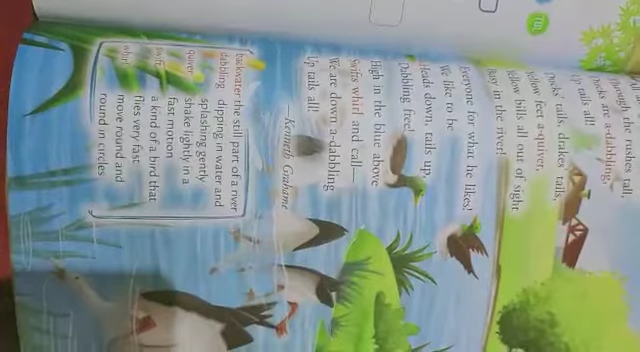 through the rushes tall,
Ducks are a-dabbling,
Up tails all!
Ducks' tails, drakes' tails,
Yellow feet a-quiver,
Yellow bills all out of sight
Busy in the river!
Everyone for what he likes!
We like to be
Heads down, tails up,
Dabbling free!
High in the blue above
Swifts whirl and call—
We are down a-dabbling
Up tails all!
—Kenneth Grahame
backwater the still part of a river
dabbling dipping in water and
splashing gently
quiver shake lightly in a
fast motion
swift a kind of a bird that
flies very fast
whirl move round and
round in circles